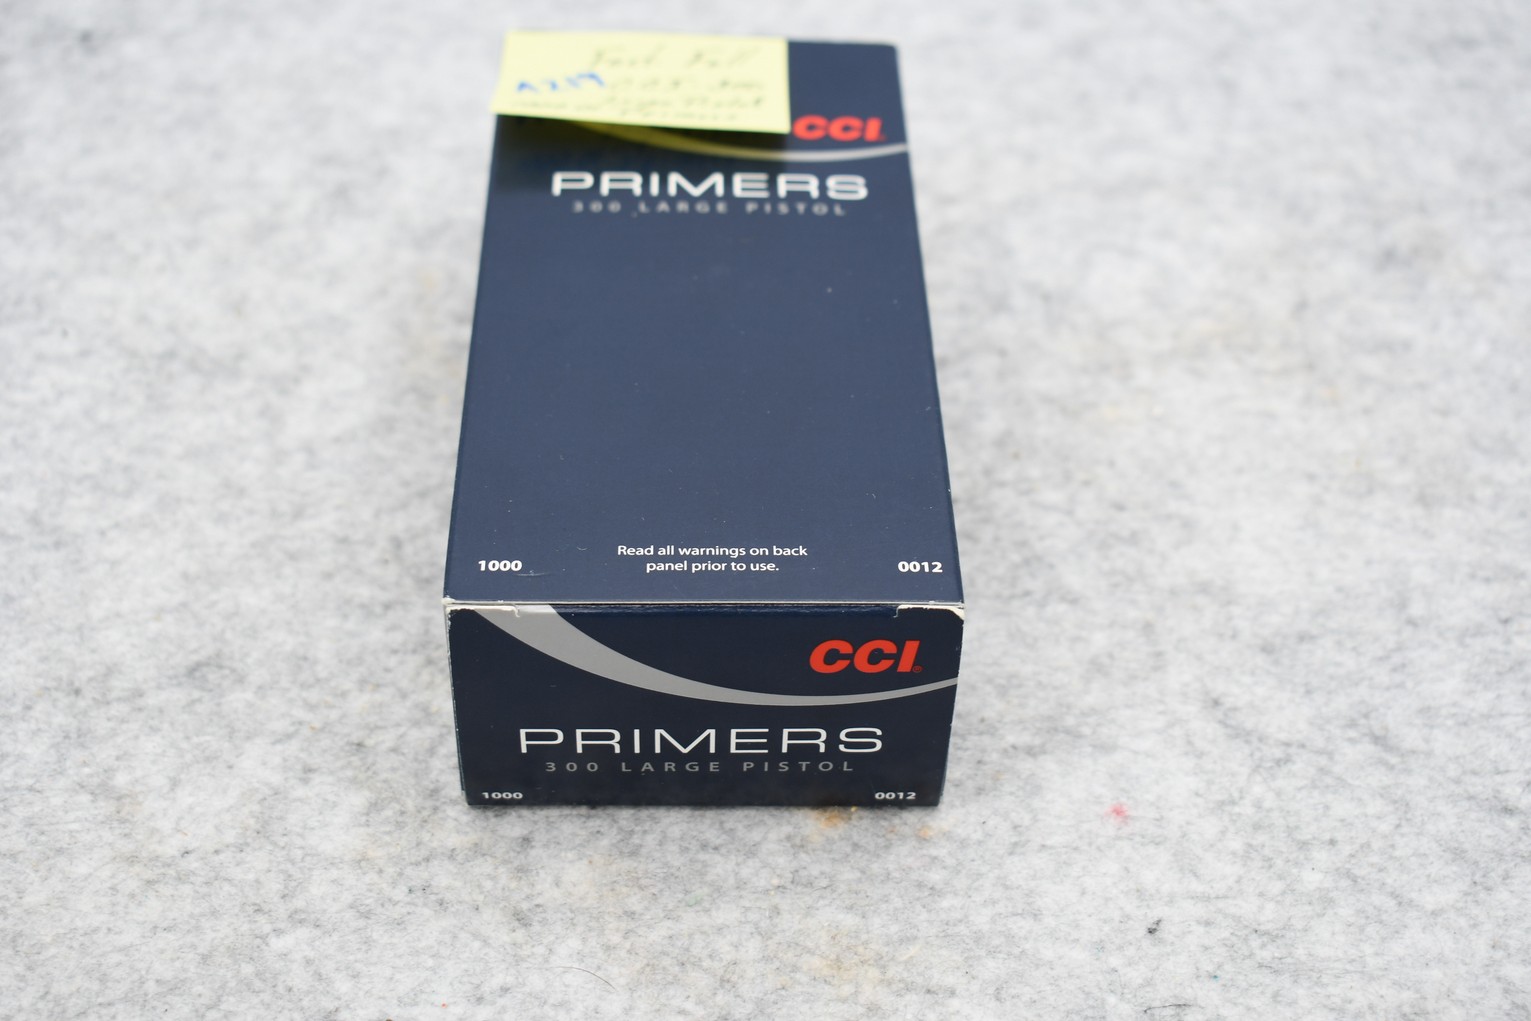 A239
CCI
PRIMERS
300 LARGE PISTOL
Read all warnings on back
panel prior to use.
1000
0012
CCI
PRIMERS
300 LARGE PISTOL
1000
0012